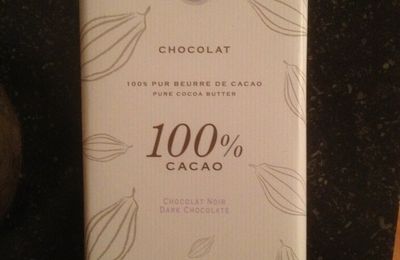 CHOCOLAT
100% PUR BEURRE DE CACAO
PURE COCOA BUTTER
100%
CACAO
CHOCOLAT NOIR
DARK CHOCOLATE